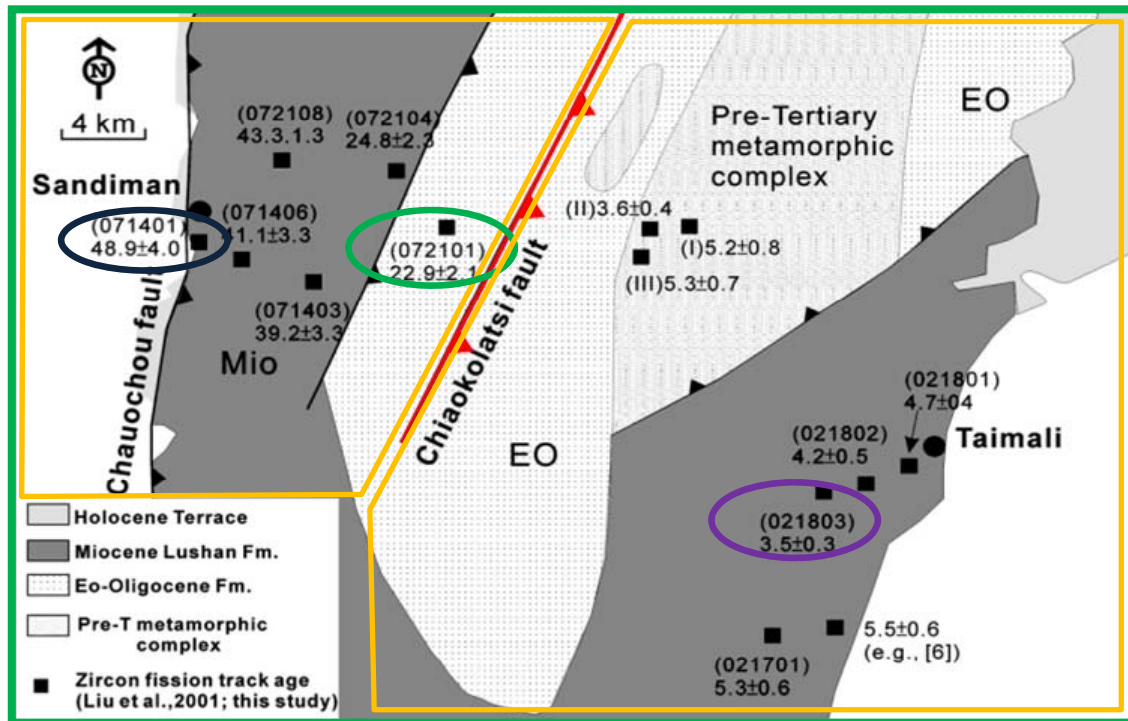 N
4 km
(072108)
43.3.1.3
(072104)
24.8±2.3
EO
Pre-Tertiary
metamorphic
complex
Sandiman
(071401)
48.9±4.0
(071406)
41.1±3.3
(072101)
22.9±2.1
(II)3.6±0.4
(I)5.2±0.8
(III)5.3±0.7
(071403)
39.2±3.3
Mio
Chauochou fault
Chiaokolatsi fault
EO
(021801)
4.7±04
(021802)
4.2±0.5
Taimali
(021803)
3.5±0.3
5.5±0.6
(e.g., [6])
(021701)
5.3±0.6
Holocene Terrace
Miocene Lushan Fm.
Eo-Oligocene Fm.
Pre-T metamorphic
complex
Zircon fission track age
(Liu et al.,2001; this study)